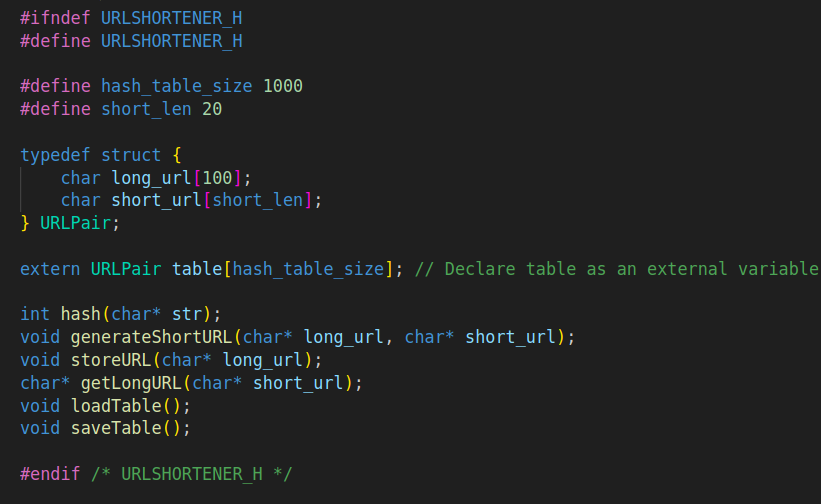 #ifndef URLSHORTENER_H
#define URLSHORTENER_H
#define hash_table_size 1000
#define short_len 20
typedef struct {
    char long_url[100];
    char short_url[short_len];
} URLPair;
extern URLPair table[hash_table_size]; // Declare table as an external variable
int hash(char* str);
void generateShortURL(char* long_url, char* short_url);
void storeURL(char* long_url);
char* getLongURL(char* short_url);
void loadTable();
void saveTable();
#endif /* URLSHORTENER_H */